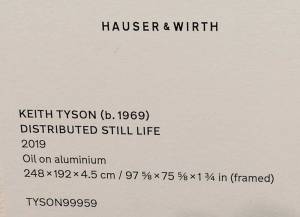 HAUSER & WIRTH
KEITH TYSON (b. 1969)
DISTRIBUTED STILL LIFE
2019
Oil on aluminium
248 × 192 × 4.5 cm / 97 ⅝ × 75 ⅝ × 1 ¾ in (framed)
TYSON99959